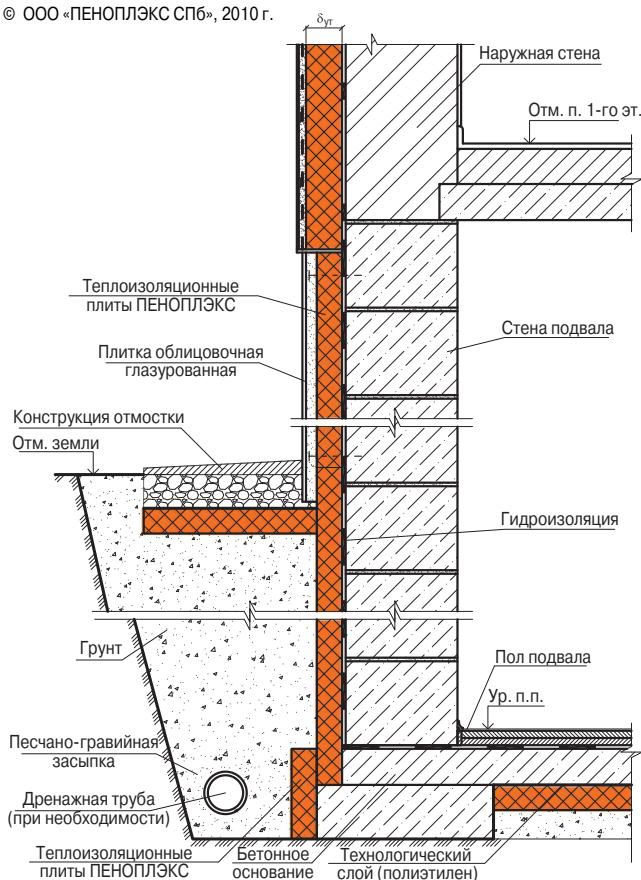 © ООО «ПЕНОПЛЭКС СПб», 2010 г.
δут
Наружная стена
Отм. п. 1-го эт.
Теплоизоляционные
плиты ПЕНОПЛЭКС
Стена подвала
Плитка облицовочная
глазурованная
Конструкция отмостки
Отм. земли
Гидроизоляция
Грунт
Пол подвала
Ур. п.п.
Песчано-гравийная
засыпка
Дренажная труба
(при необходимости)
Теплоизоляционные
плиты ПЕНОПЛЭКС
Бетонное
основание
Технологический
слой (полиэтилен)